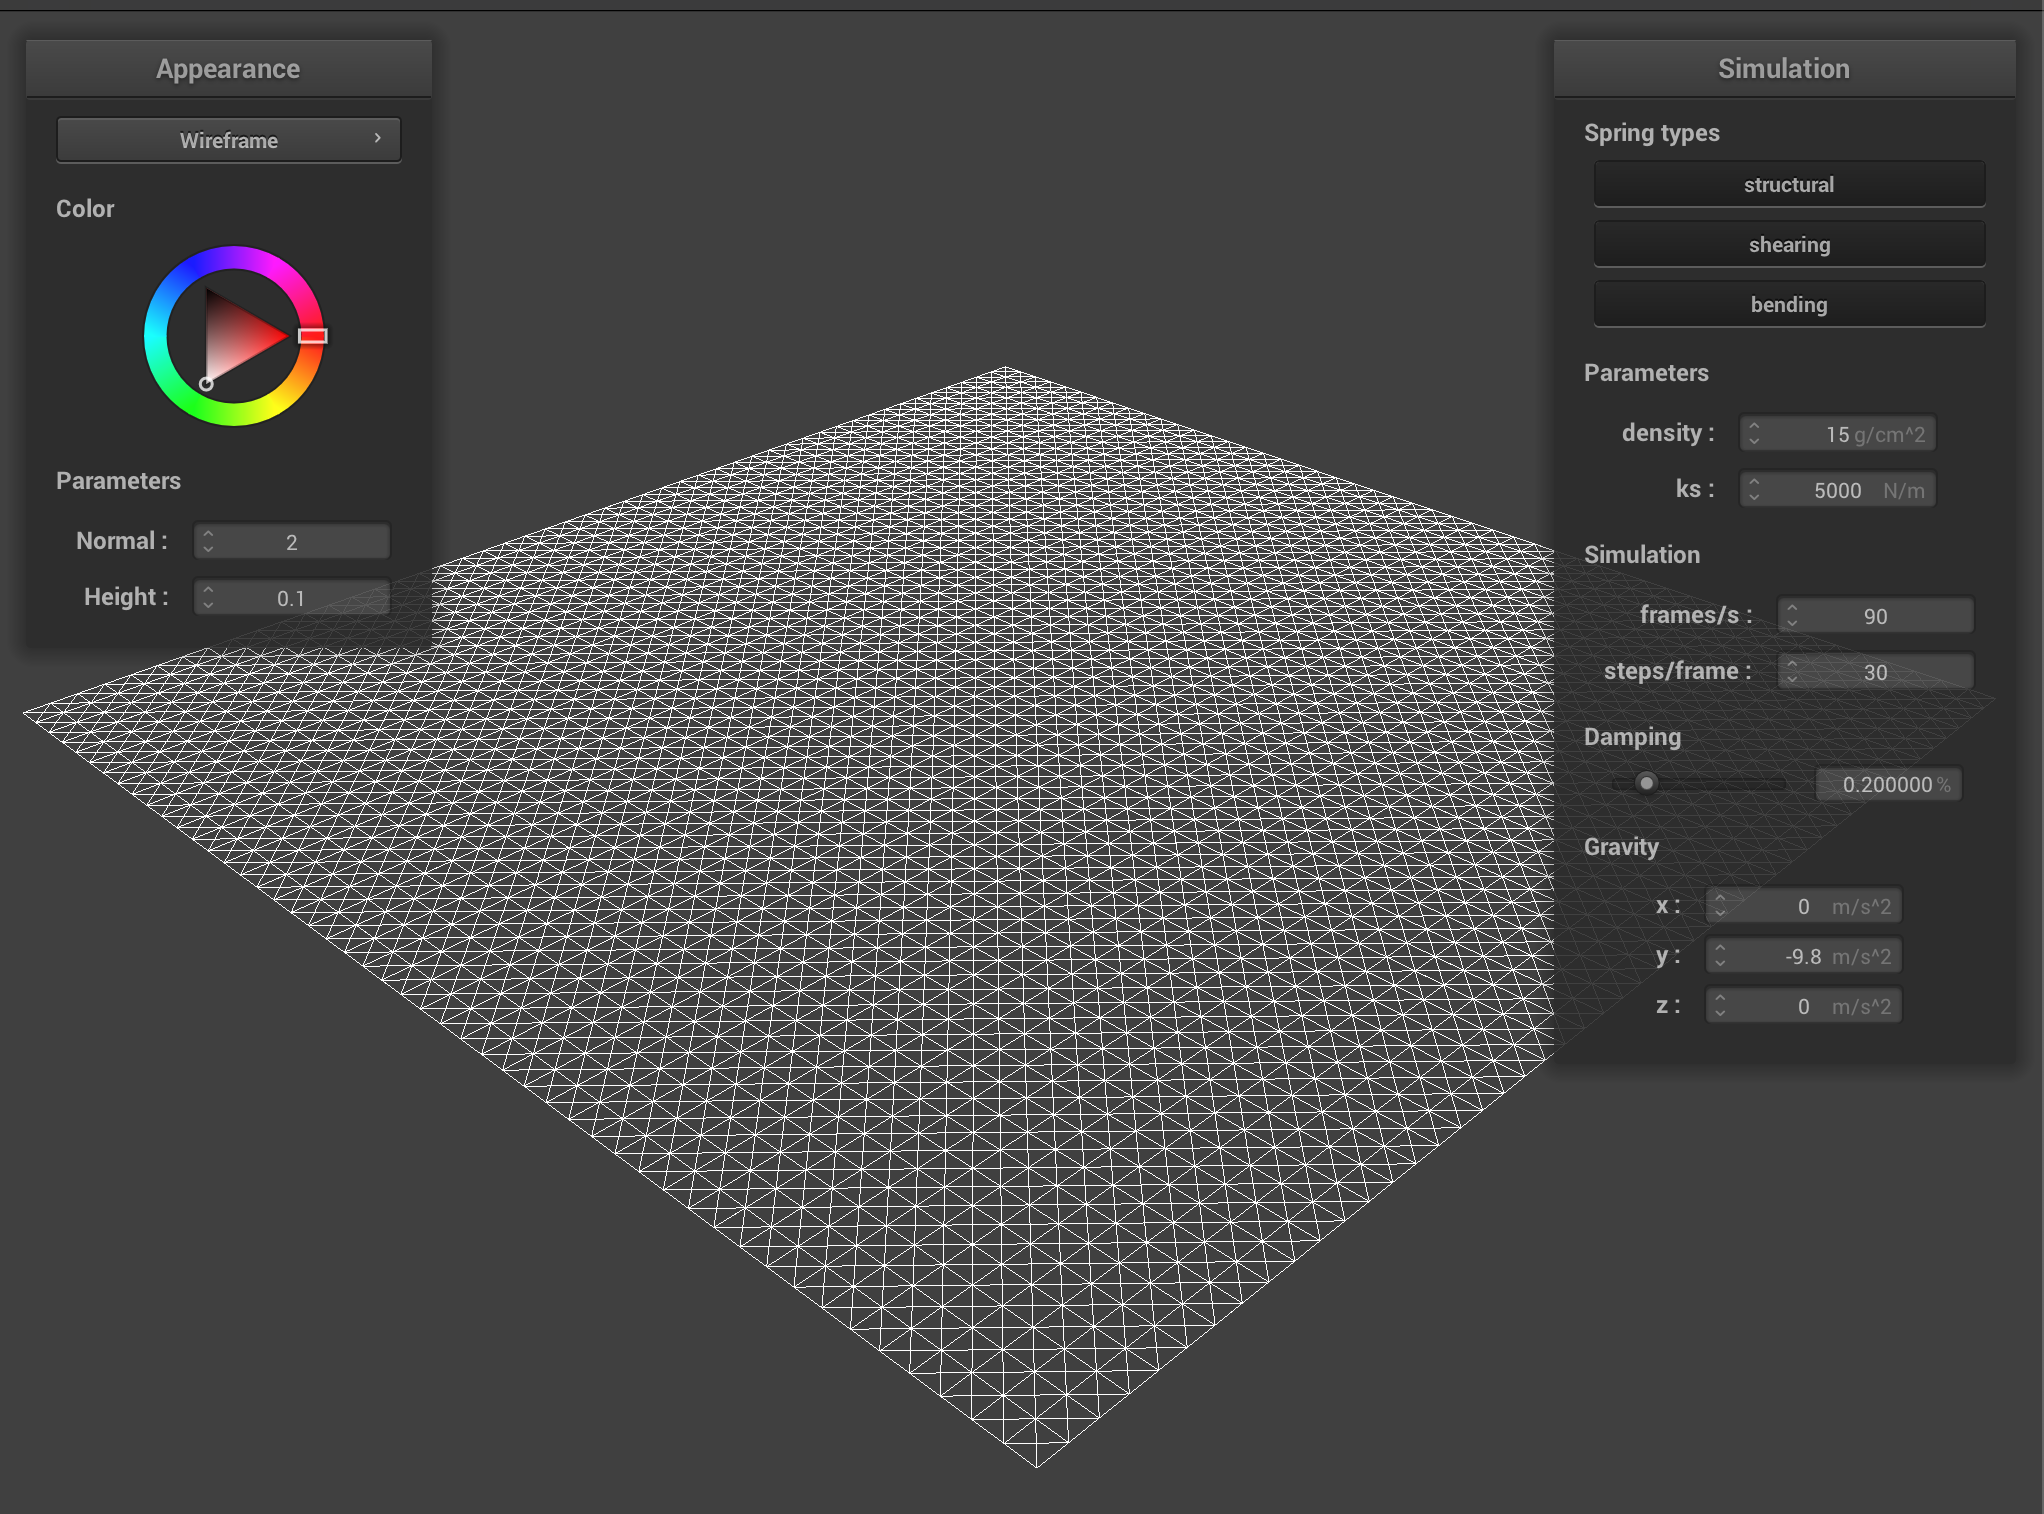 Appearance
Wireframe
Color
Parameters
Normal : 2
Height : 0.1
Simulation
Spring types
structural
shearing
bending
Parameters
density : 15 g/cm^2
ks : 5000 N/m
Simulation
frames/s : 90
steps/frame : 30
Damping
0.200000 %
Gravity
x : 0 m/s^2
y : -9.8 m/s^2
z : 0 m/s^2